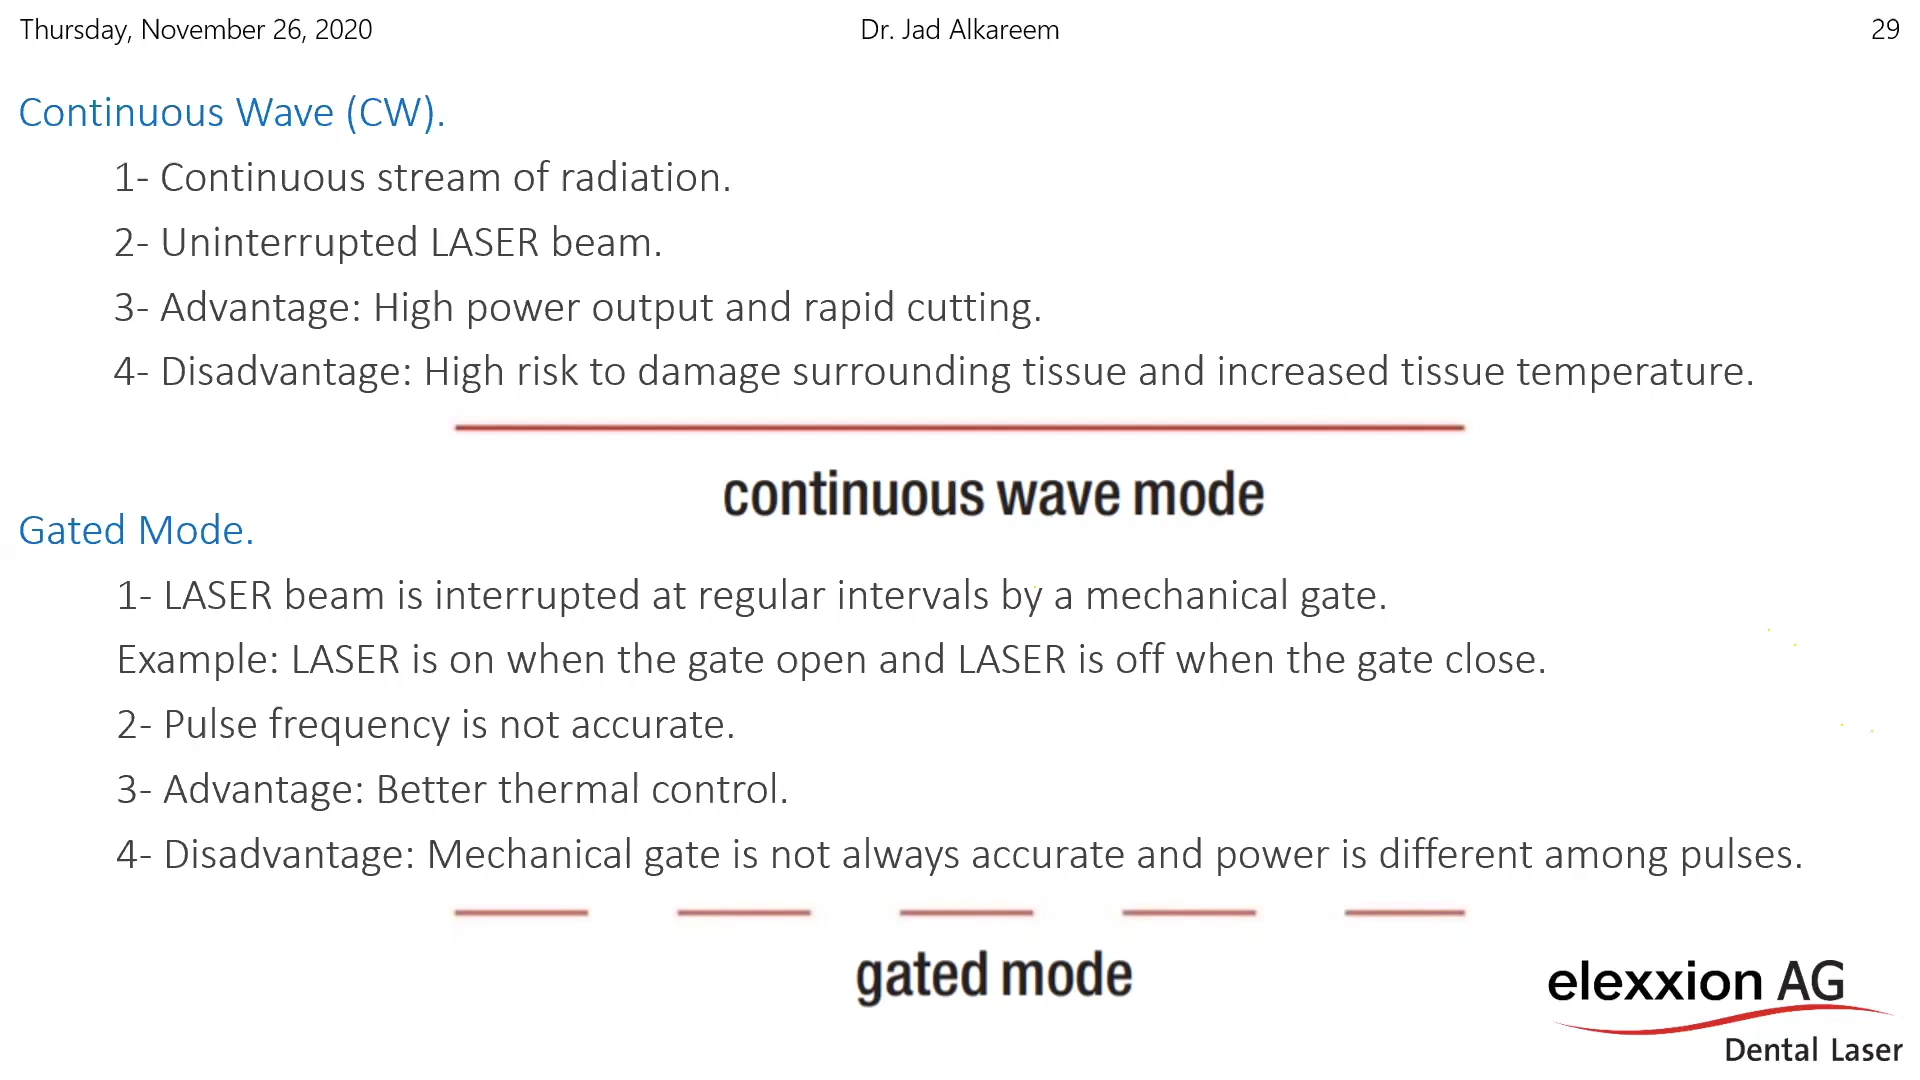 Thursday, November 26, 2020
Dr. Jad Alkareem
29
Continuous Wave (CW).
1- Continuous stream of radiation.
2- Uninterrupted LASER beam.
3- Advantage: High power output and rapid cutting.
4- Disadvantage: High risk to damage surrounding tissue and increased tissue temperature.
continuous wave mode
Gated Mode.
1- LASER beam is interrupted at regular intervals by a mechanical gate.
Example: LASER is on when the gate open and LASER is off when the gate close.
2- Pulse frequency is not accurate.
3- Advantage: Better thermal control.
4- Disadvantage: Mechanical gate is not always accurate and power is different among pulses.
gated mode
elexxion AG
Dental Laser